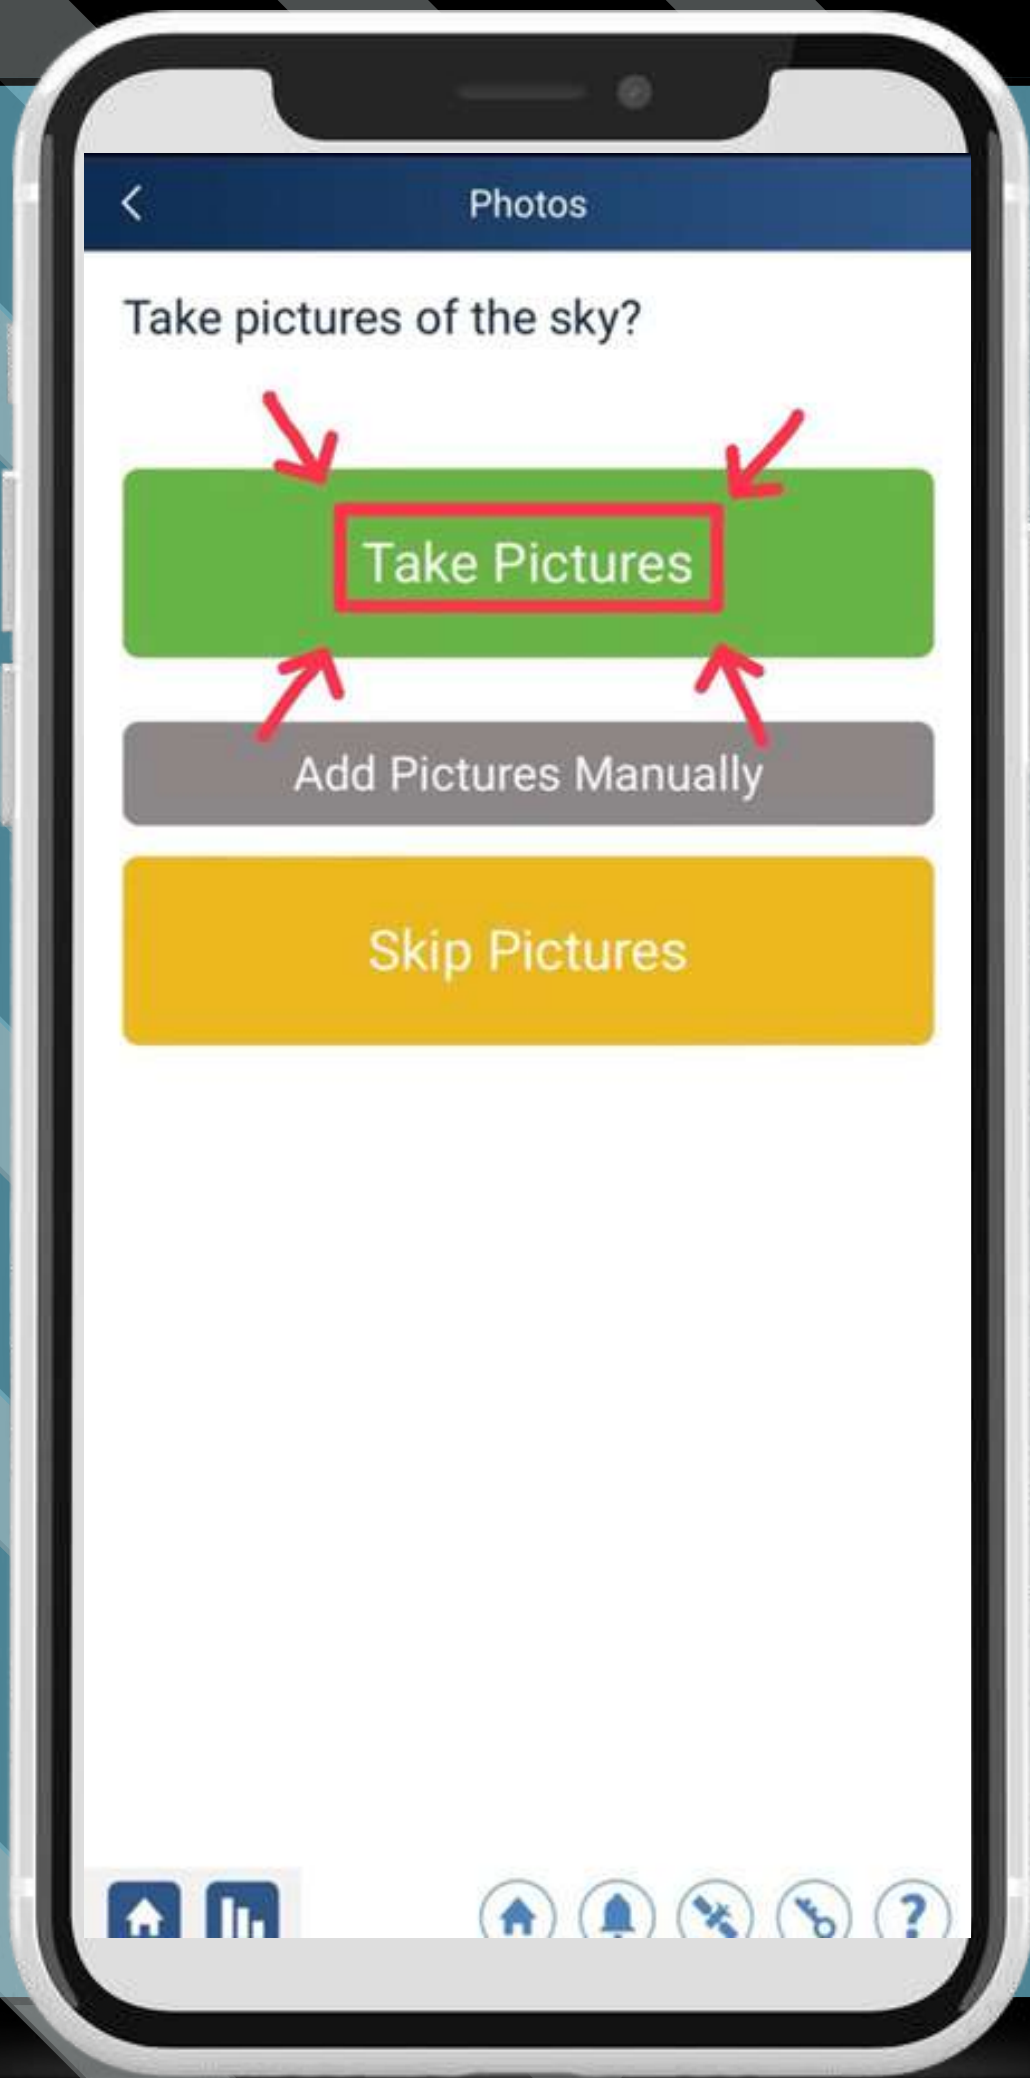 Photos
Take pictures of the sky?
Take Pictures
Add Pictures Manually
Skip Pictures
?